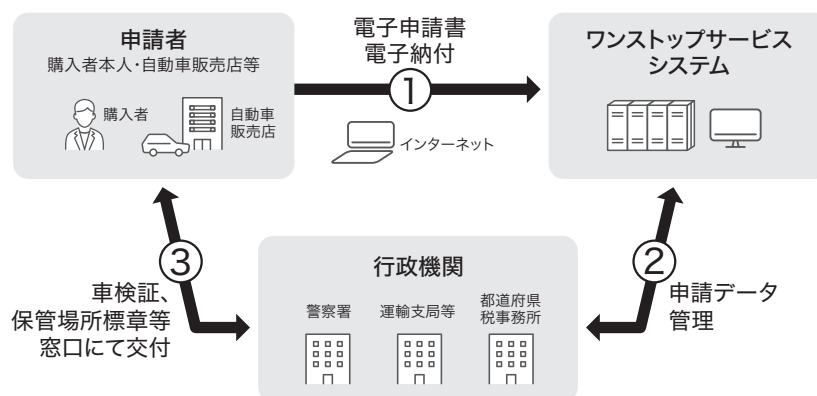 申請者
購入者本人・自動車販売店等
購入者
自動車
販売店
電子申請書
電子納付
①
インターネット
ワンストップサービス
システム
②
申請データ
管理
③
車検証、
保管場所標章等
窓口にて交付
行政機関
警察署
運輸支局等
都道府県
税事務所